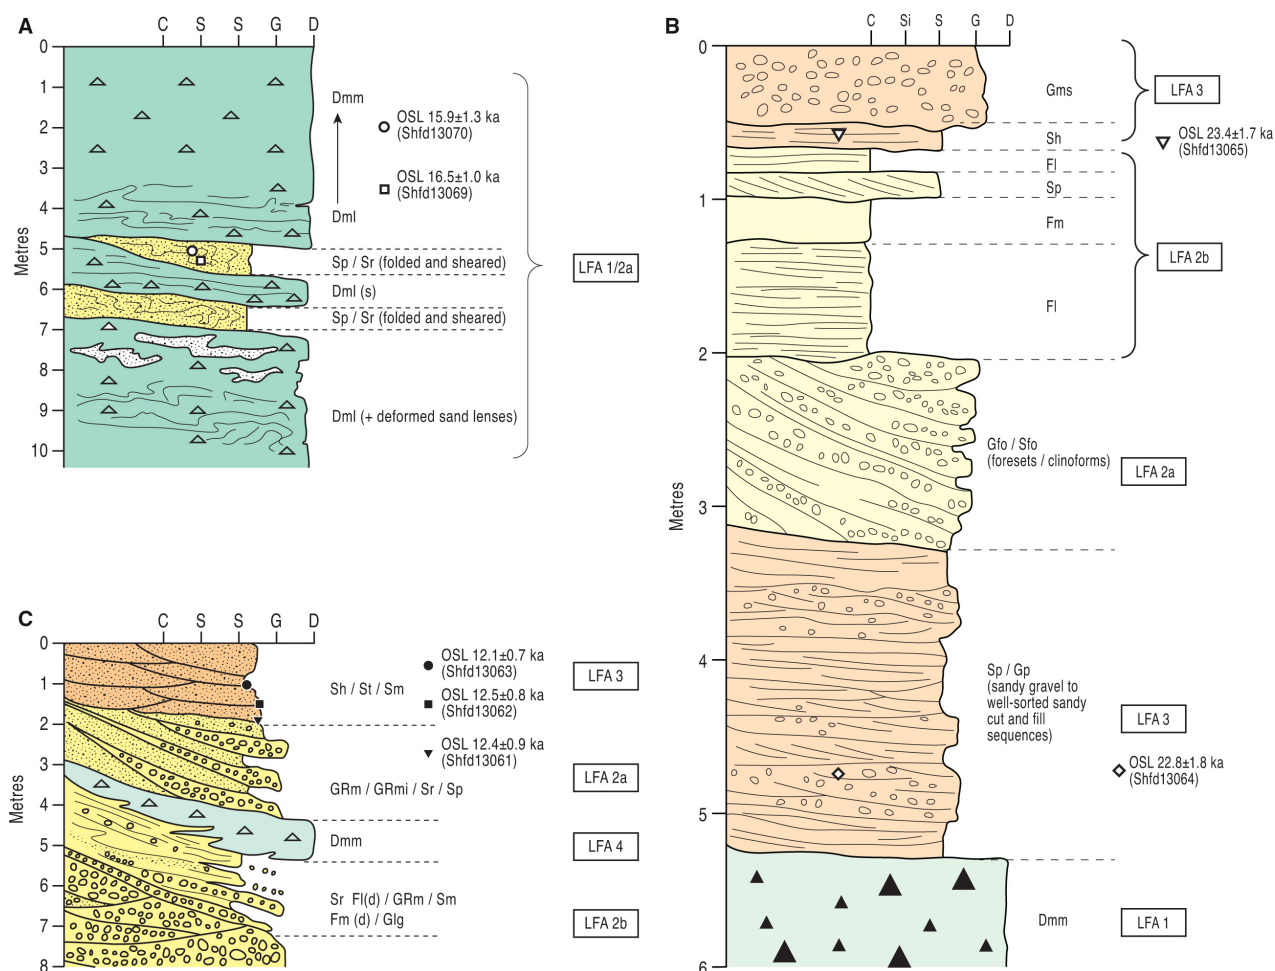 A
C S S G D
0
1
2
3
4
5
6
7
8
9
10
Metres
Dmm
Dml
OSL 15.9±1.3 ka
(Shfd13070)
OSL 16.5±1.0 ka
(Shfd13069)
Sp / Sr (folded and sheared)
Dml (s)
Sp / Sr (folded and sheared)
Dml (+ deformed sand lenses)
LFA 1/2a
B
C Si S G D
0
1
2
3
4
5
6
Metres
Gms
Sh
Fl
Sp
Fm
Fl
LFA 3
OSL 23.4±1.7 ka
(Shfd13065)
LFA 2b
Gfo / Sfo
(foresets / clinoforms)
LFA 2a
Sp / Gp
(sandy gravel to
well-sorted sandy
cut and fill
sequences)
LFA 3
OSL 22.8±1.8 ka
(Shfd13064)
Dmm
LFA 1
C
C S S G D
0
1
2
3
4
5
6
7
8
Metres
Sh / St / Sm
OSL 12.1±0.7 ka
(Shfd13063)
OSL 12.5±0.8 ka
(Shfd13062)
OSL 12.4±0.9 ka
(Shfd13061)
LFA 3
GRm / GRmi / Sr / Sp
LFA 2a
Dmm
LFA 4
Sr Fl(d) / GRm / Sm
Fm (d) / Glg
LFA 2b